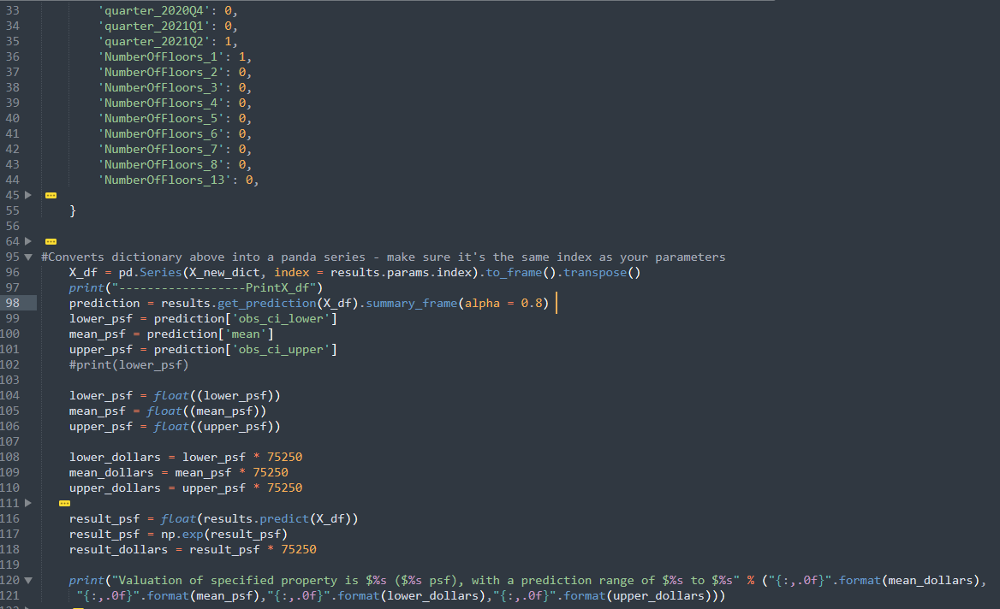 33 'quarter_2020Q4': 0,
34 'quarter_2021Q1': 0,
35 'quarter_2021Q2': 1,
36 'NumberOfFloors_1': 1,
37 'NumberOfFloors_2': 0,
38 'NumberOfFloors_3': 0,
39 'NumberOfFloors_4': 0,
40 'NumberOfFloors_5': 0,
41 'NumberOfFloors_6': 0,
42 'NumberOfFloors_7': 0,
43 'NumberOfFloors_8': 0,
44 'NumberOfFloors_13': 0,
45
55 }
56
64
95 #Converts dictionary above into a panda series - make sure it's the same index as your parameters
96 X_df = pd.Series(X_new_dict, index = results.params.index).to_frame().transpose()
97 print("------------------PrintX_df")
98 prediction = results.get_prediction(X_df).summary_frame(alpha = 0.8)
99 lower_psf = prediction['obs_ci_lower']
100 mean_psf = prediction['mean']
101 upper_psf = prediction['obs_ci_upper']
102 #print(lower_psf)
103
104 lower_psf = float((lower_psf))
105 mean_psf = float((mean_psf))
106 upper_psf = float((upper_psf))
107
108 lower_dollars = lower_psf * 75250
109 mean_dollars = mean_psf * 75250
110 upper_dollars = upper_psf * 75250
111
116 result_psf = float(results.predict(X_df))
117 result_psf = np.exp(result_psf)
118 result_dollars = result_psf * 75250
119
120 print("Valuation of specified property is $%s ($%s psf), with a prediction range of $%s to $%s" % ("{:,.0f}".format(mean_dollars),
121 "{:,.0f}".format(mean_psf),"{:,.0f}".format(lower_dollars),"{:,.0f}".format(upper_dollars)))